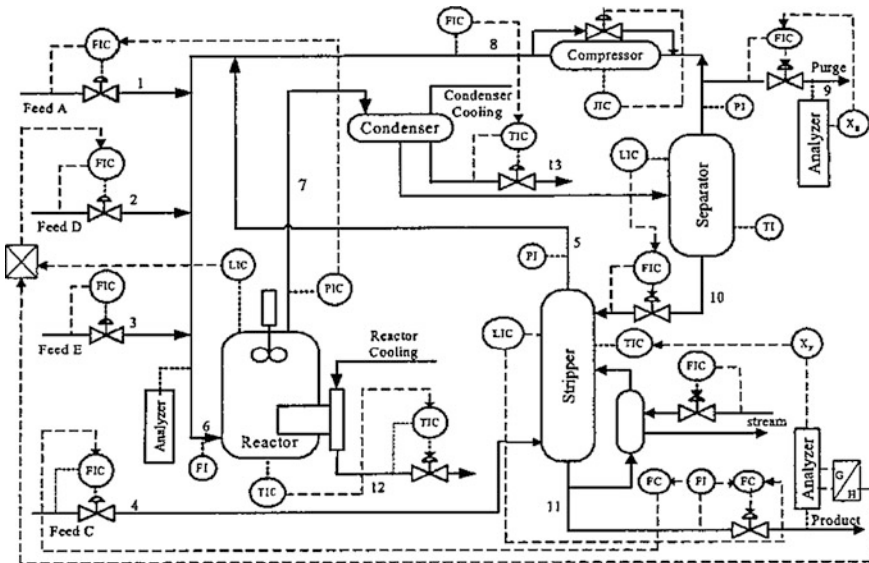 FIC
8
FIC
Compressor
FIC
1
Feed A
Purge
9
Condenser
Cooling
JIC
PI
Analyzer
Condenser
TIC
FIC
2
Feed D
7
13
LIC
Separator
TI
5
PI
LIC
PIC
FIC
10
FIC
3
Feed E
Reactor
Cooling
LIC
TIC
Stripper
FIC
stream
Analyzer
6
FI
Reactor
TIC
TIC
12
Analyzer
G
H
FIC
4
Feed C
11
FC
FI
FC
Product